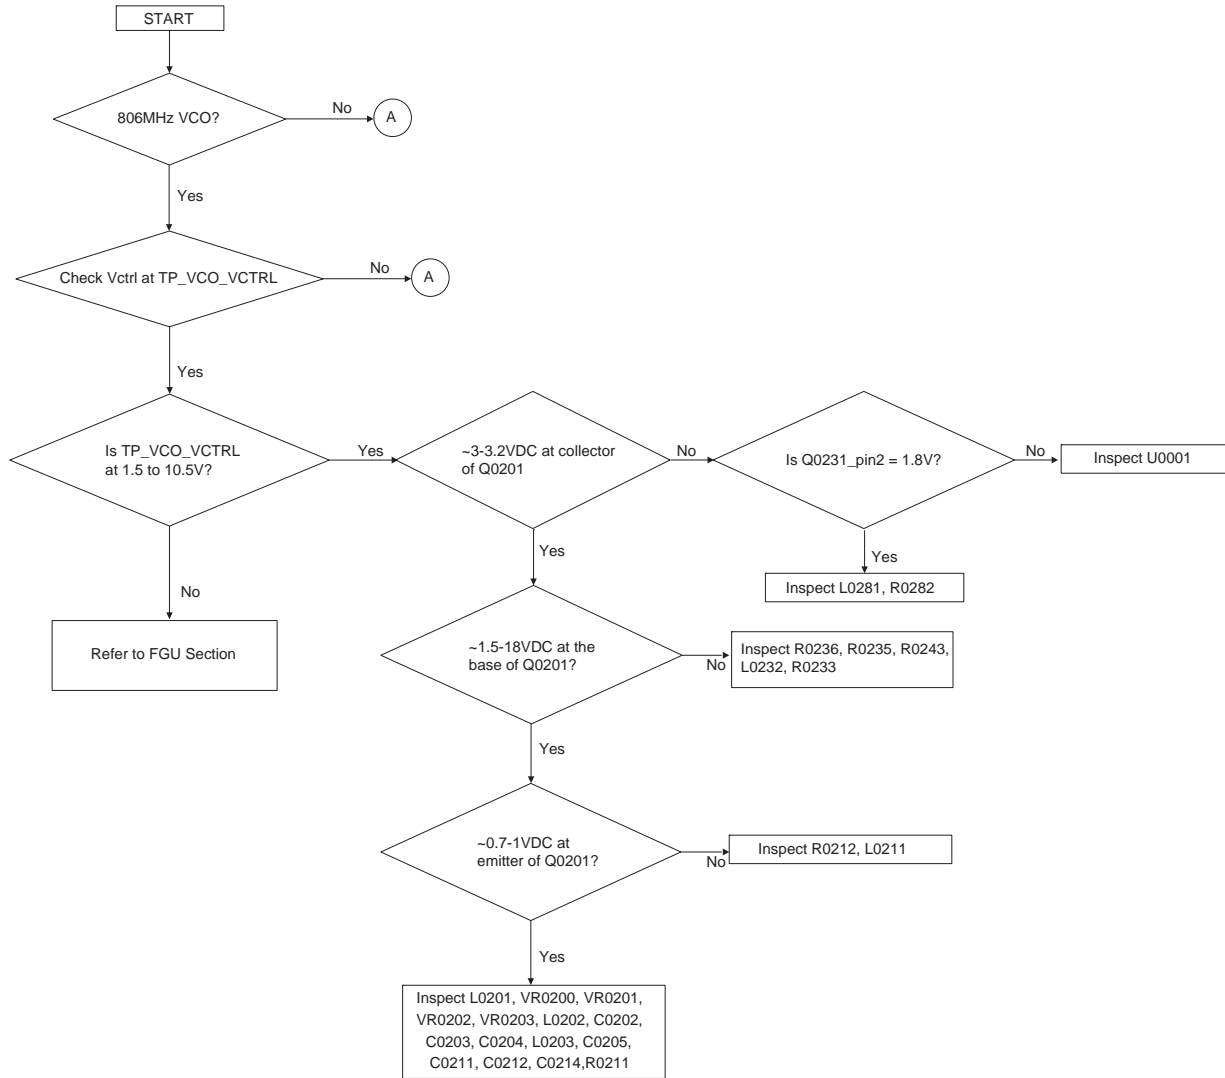 START
806MHz VCO?
No
A
Yes
Check Vctrl at TP_VCO_VCTRL
No
A
Yes
Is TP_VCO_VCTRL
at 1.5 to 10.5V?
Yes
~3-3.2VDC at collector
of Q0201
No
Is Q0231_pin2 = 1.8V?
No
Inspect U0001
Yes
Yes
Inspect L0281, R0282
No
Refer to FGU Section
~1.5-18VDC at the
base of Q0201?
No
Inspect R0236, R0235, R0243,
L0232, R0233
Yes
~0.7-1VDC at
emitter of Q0201?
No
Inspect R0212, L0211
Yes
Inspect L0201, VR0200, VR0201,
VR0202, VR0203, L0202, C0202,
C0203, C0204, L0203, C0205,
C0211, C0212, C0214,R0211